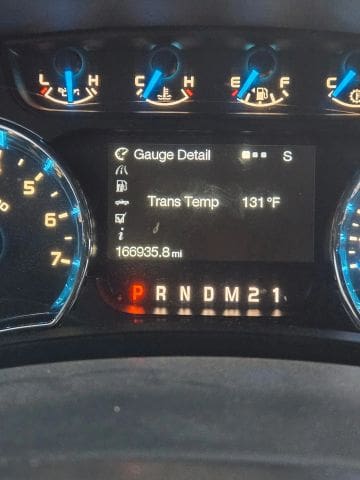 L H C H E F C
Gauge Detail S
5
Trans Temp 131 °F
6
i
7
166935.8 mi
P R N D M 2 1